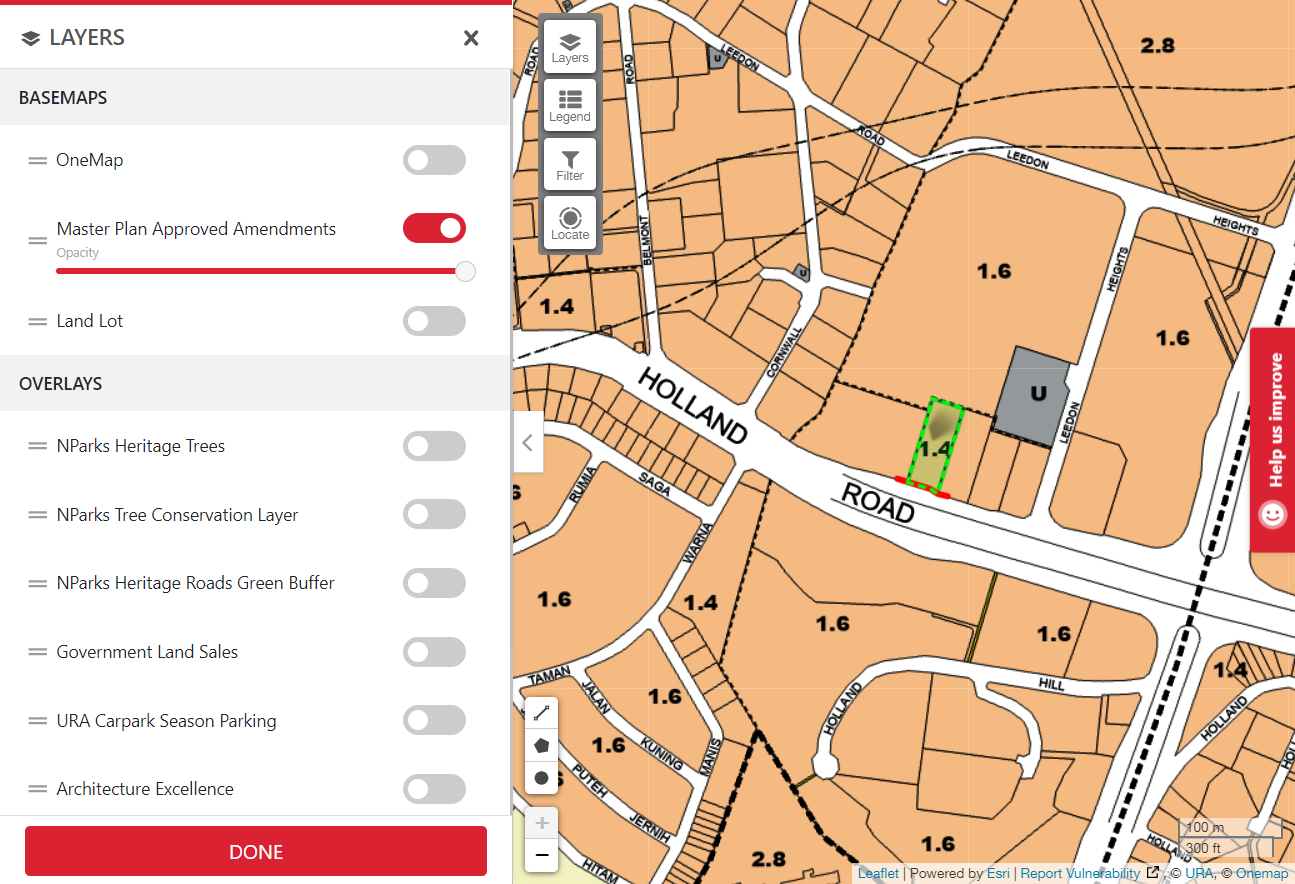 LAYERS
BASEMAPS
OneMap
Master Plan Approved Amendments
Opacity
Land Lot
OVERLAYS
NParks Heritage Trees
NParks Tree Conservation Layer
NParks Heritage Roads Green Buffer
Government Land Sales
URA Carpark Season Parking
Architecture Excellence
DONE
Layers
Legend
Filter
Locate
ROAD
ROAD
U
LEEDON
ROAD
2.8
LEEDON
HEIGHTS
HEIGHTS
BELMONT
U
1.4
1.6
1.6
CORNWALL
HOLLAND
U
LEEDON
1.4
ROAD
Help us improve
RUMIA
SAGA
WARNA
1.6
1.4
1.6
1.6
1.4
TAMAN
JALAN
1.6
HOLLAND
HILL
HOLLAND
1.6
KUNING
MANIS
PUTEH
JERNIH
HITAM
2.8
1.6
HOLLAND
100 m
300 ft
Leaflet | Powered by Esri | Report Vulnerability , © URA, © Onemap